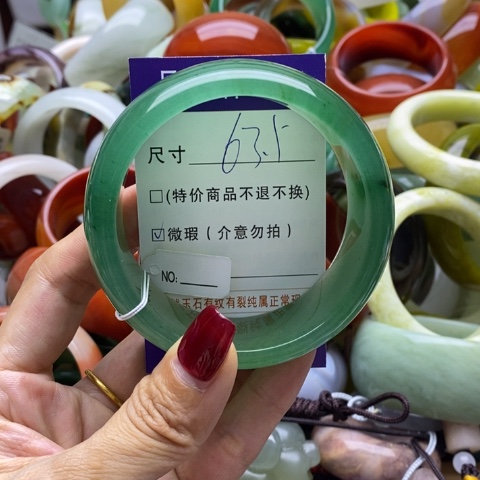 尺寸 63.5
□(特价商品不退不换)
☑微瑕(介意勿拍)
NO:
玉石有纹有裂纯属正常现